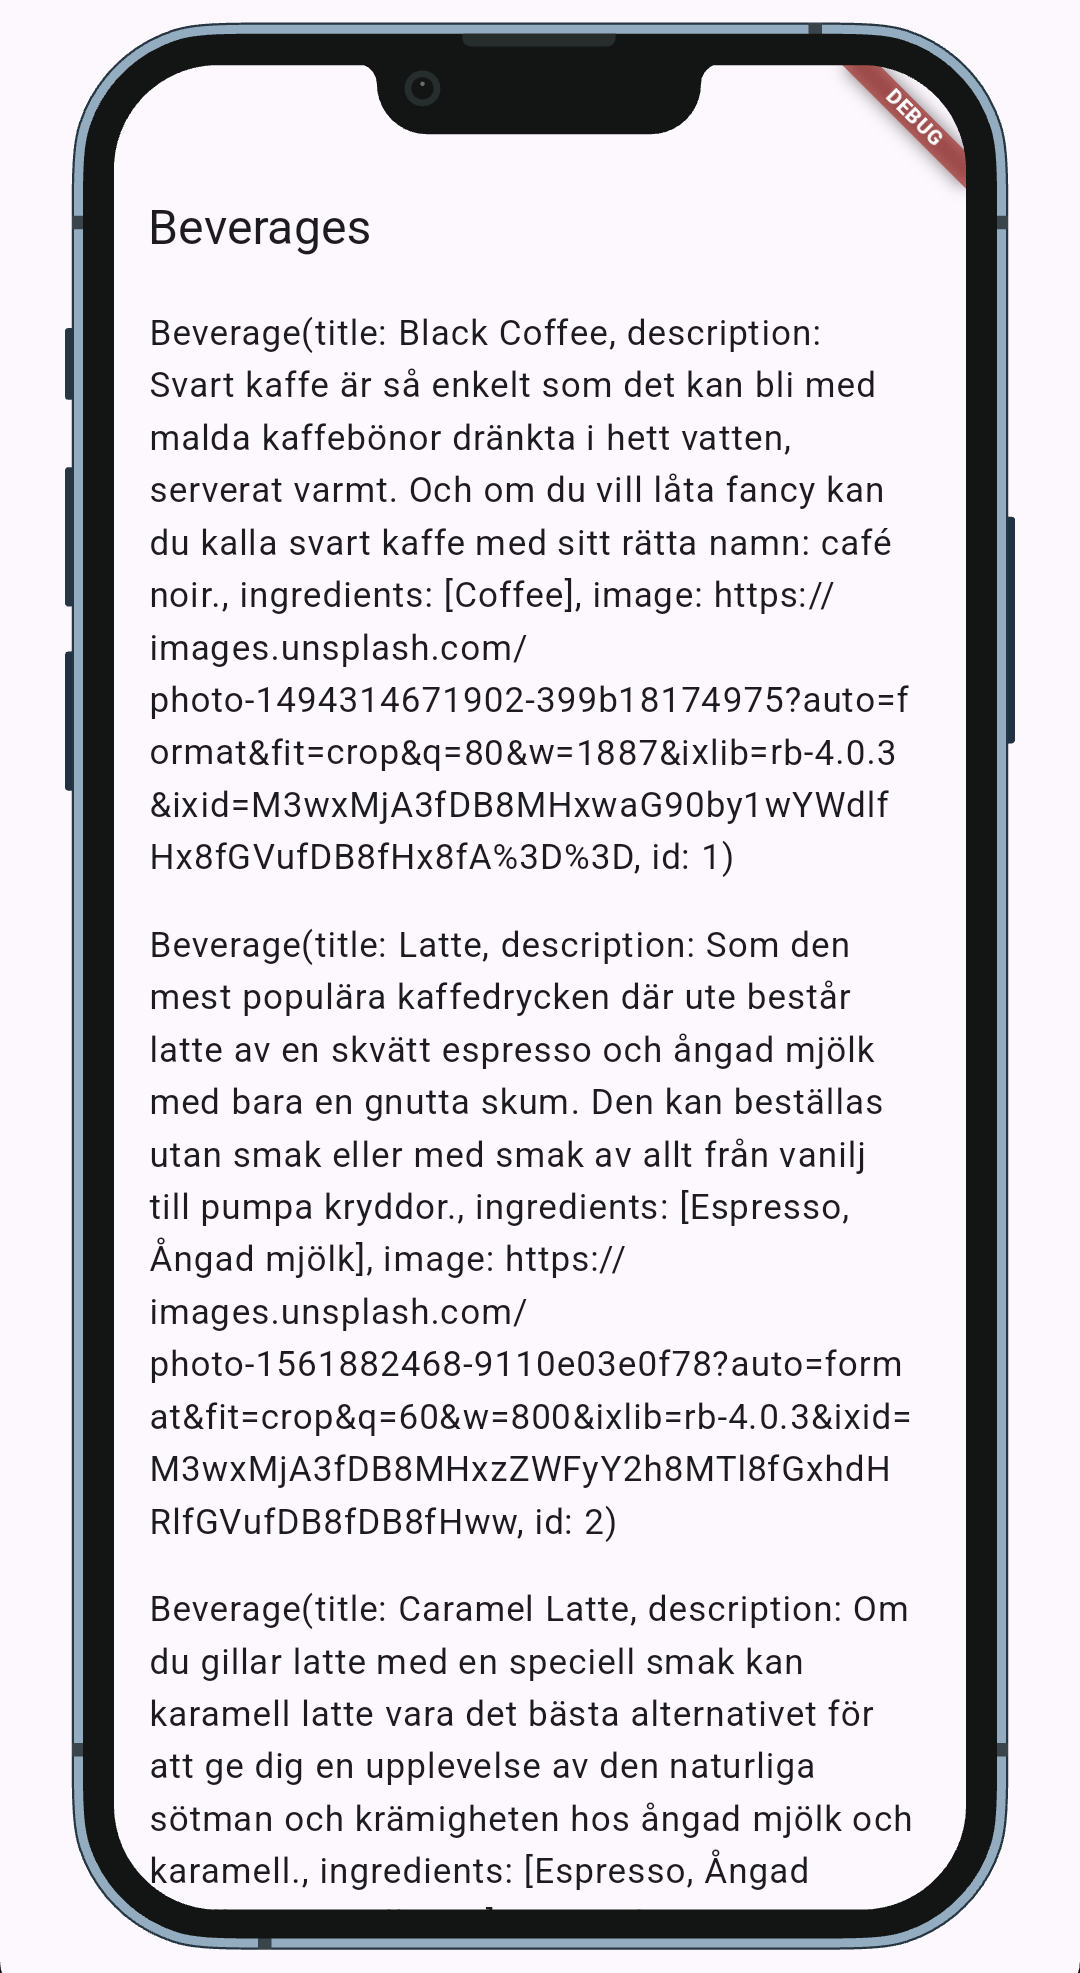 DEBUG
Beverages
Beverage(title: Black Coffee, description:
Svart kaffe är så enkelt som det kan bli med
malda kaffebönor dränkta i hett vatten,
serverat varmt. Och om du vill låta fancy kan
du kalla svart kaffe med sitt rätta namn: café
noir., ingredients: [Coffee], image: https://
images.unsplash.com/
photo-1494314671902-399b18174975?auto=f
ormat&fit=crop&q=80&w=1887&ixlib=rb-4.0.3
&ixid=M3wxMjA3fDB8MHxwaG90by1wYWdlf
Hx8fGVufDB8fHx8fA%3D%3D, id: 1)
Beverage(title: Latte, description: Som den
mest populära kaffedrycken där ute består
latte av en skvätt espresso och ångad mjölk
med bara en gnutta skum. Den kan beställas
utan smak eller med smak av allt från vanilj
till pumpa kryddor., ingredients: [Espresso,
Ångad mjölk], image: https://
images.unsplash.com/
photo-1561882468-9110e03e0f78?auto=form
at&fit=crop&q=60&w=800&ixlib=rb-4.0.3&ixid=
M3wxMjA3fDB8MHxzZWFyY2h8MTl8fGxhdH
RlfGVufDB8fDB8fHww, id: 2)
Beverage(title: Caramel Latte, description: Om
du gillar latte med en speciell smak kan
karamell latte vara det bästa alternativet för
att ge dig en upplevelse av den naturliga
sötman och krämigheten hos ångad mjölk och
karamell., ingredients: [Espresso, Ångad